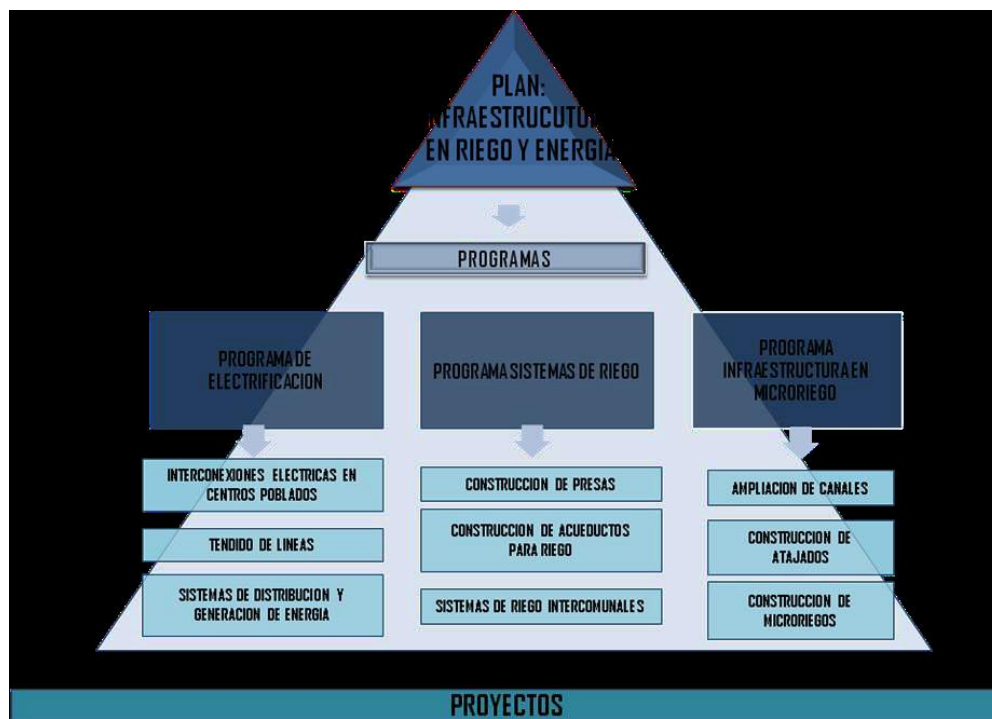 PLAN:
INFRAESTRUCUTO
EN RIEGO Y ENERGIA
PROGRAMAS
PROGRAMA DE
ELECTRIFICACION
PROGRAMA SISTEMAS DE RIEGO
PROGRAMA
INFRAESTRUCTURA EN
MICRORIEGO
INTERCONEXIONES ELECTRICAS EN
CENTROS POBLADOS
TENDIDO DE LINEAS
SISTEMAS DE DISTRIBUCION Y
GENERACION DE ENERGIA
CONSTRUCCION DE PRESAS
CONSTRUCCION DE ACUEDUCTOS
PARA RIEGO
SISTEMAS DE RIEGO INTERCOMUNALES
AMPLIACION DE CANALES
CONSTRUCCION DE
ATAJADOS
CONSTRUCCION DE
MICRORIEGOS
PROYECTOS